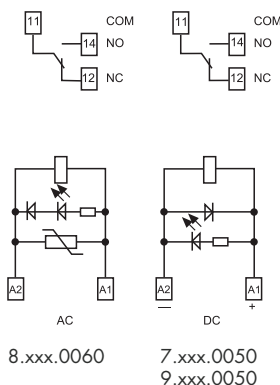 11 COM 11 COM
14 NO 14 NO
12 NC 12 NC
A2 A1 A2 A1
— +
AC DC
8.xxx.0060 7.xxx.0050
9.xxx.0050